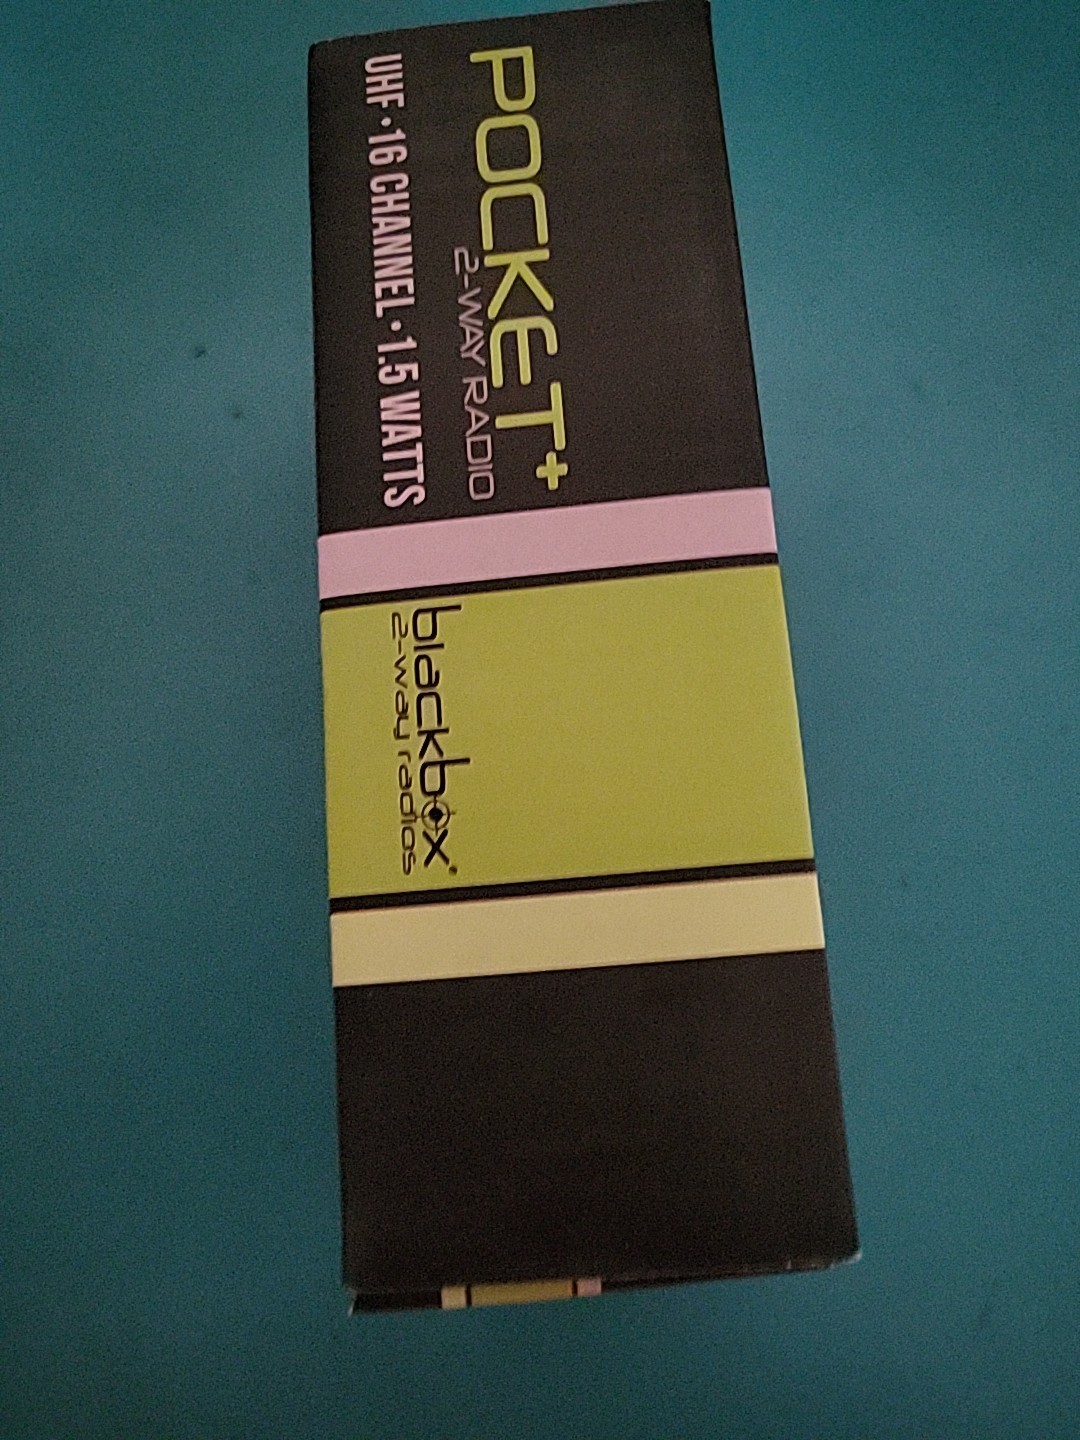 POCKET+
2-WAY RADIO
UHF • 16 CHANNEL • 1.5 WATTS
blackbox®
2-way radios